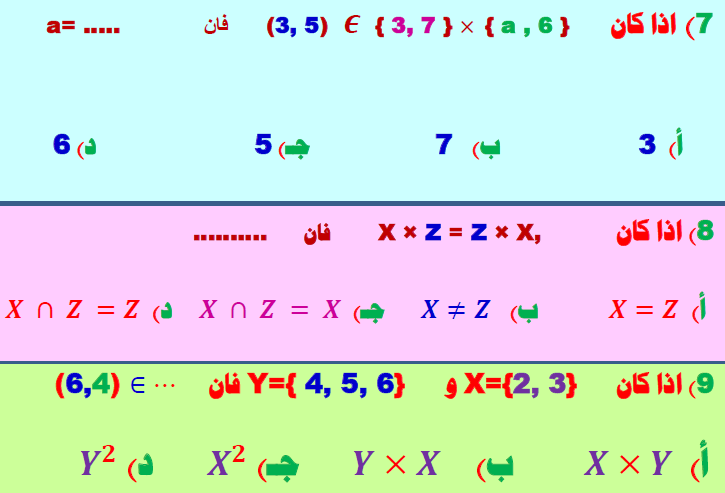 7) اذا كان (3, 5) ∈ { 3, 7 } × { a , 6 } فان a= .....
أ) 3 ب) 7 جـ) 5 د) 6
8) اذا كان X × Z = Z × X, فان ..........
أ) X = Z ب) X ≠ Z جـ) X ∩ Z = X د) X ∩ Z = Z
9) اذا كان X={2, 3} و Y={ 4, 5, 6} فان (6,4) ∈ ⋯
أ) X × Y ب) Y × X جـ) X² د) Y²